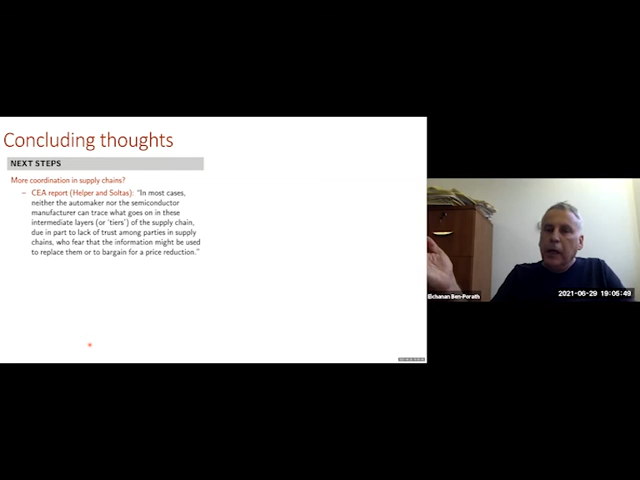 Concluding thoughts
NEXT STEPS
More coordination in supply chains?
– CEA report (Helper and Soltas): “In most cases,
neither the automaker nor the semiconductor
manufacturer can trace what goes on in these
intermediate layers (or ‘tiers’) of the supply chain,
due in part to lack of trust among parties in supply
chains, who fear that the information might be used
to replace them or to bargain for a price reduction.”
Elchanan Ben-Porath
2021-06-29 19:05:49